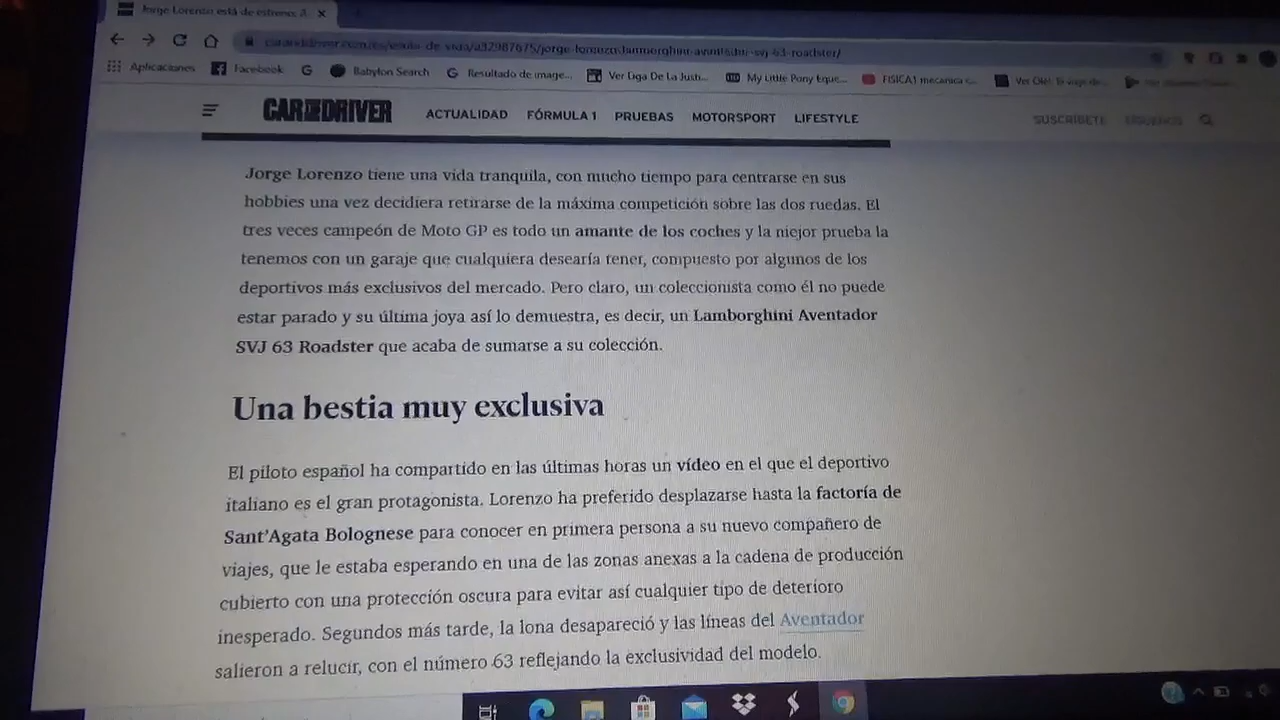 Jorge Lorenzo está de estreno:
Aplicaciones Facebook Babylon Search Resultado de image... Ver Liga De La Justi... My Little Pony Eque... FISICA1 mecanica c...
CAR AND DRIVER ACTUALIDAD FÓRMULA 1 PRUEBAS MOTORSPORT LIFESTYLE SUSCRÍBETE SÍGUENOS
Jorge Lorenzo tiene una vida tranquila, con mucho tiempo para centrarse en sus
hobbies una vez decidiera retirarse de la máxima competición sobre las dos ruedas. El
tres veces campeón de Moto GP es todo un amante de los coches y la mejor prueba la
tenemos con un garaje que cualquiera desearía tener, compuesto por algunos de los
deportivos más exclusivos del mercado. Pero claro, un coleccionista como él no puede
estar parado y su última joya así lo demuestra, es decir, un Lamborghini Aventador
SVJ 63 Roadster que acaba de sumarse a su colección.
Una bestia muy exclusiva
El piloto español ha compartido en las últimas horas un vídeo en el que el deportivo
italiano es el gran protagonista. Lorenzo ha preferido desplazarse hasta la factoría de
Sant'Agata Bolognese para conocer en primera persona a su nuevo compañero de
viajes, que le estaba esperando en una de las zonas anexas a la cadena de producción
cubierto con una protección oscura para evitar así cualquier tipo de deterioro
inesperado. Segundos más tarde, la lona desapareció y las líneas del Aventador
salieron a relucir, con el número 63 reflejando la exclusividad del modelo.